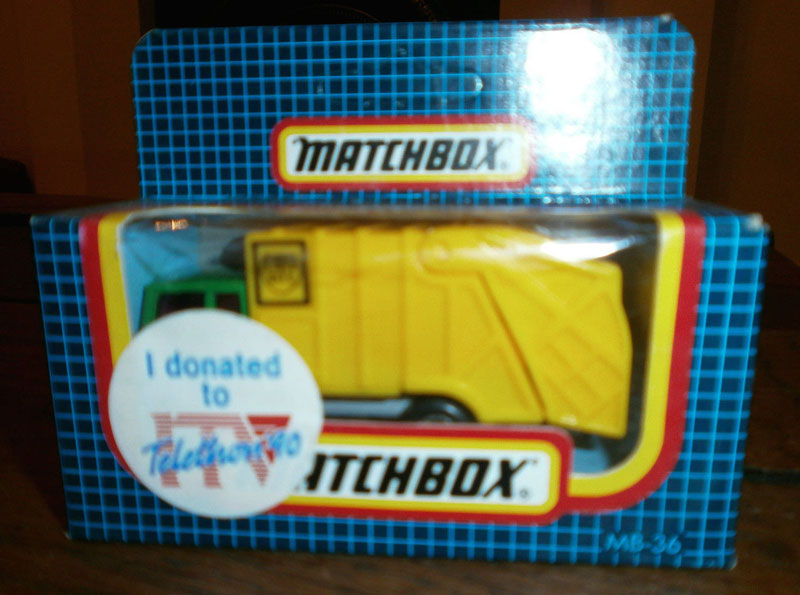 MATCHBOX®
I donated
to
ITV
Telethon'90
MATCHBOX®
MB-36